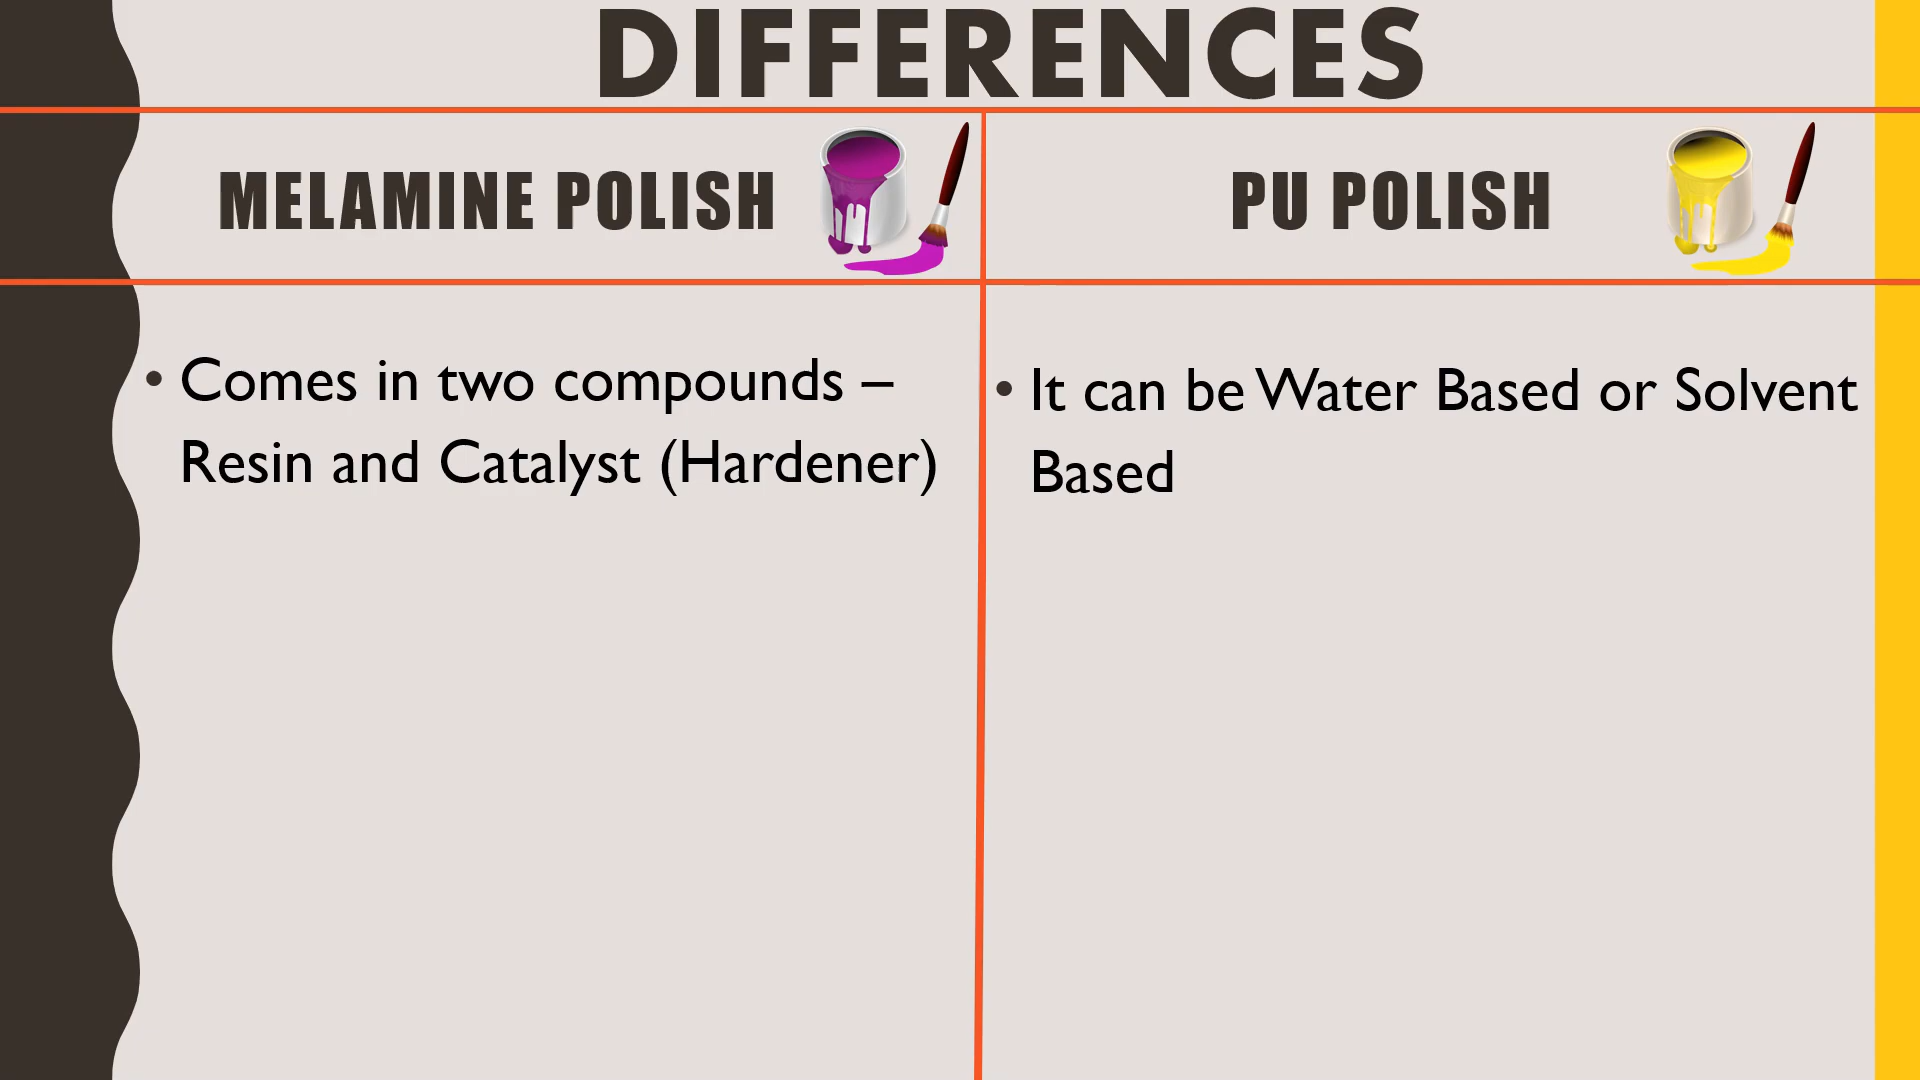 DIFFERENCES
MELAMINE POLISH
PU POLISH
• Comes in two compounds –
Resin and Catalyst (Hardener)
• It can be Water Based or Solvent
Based